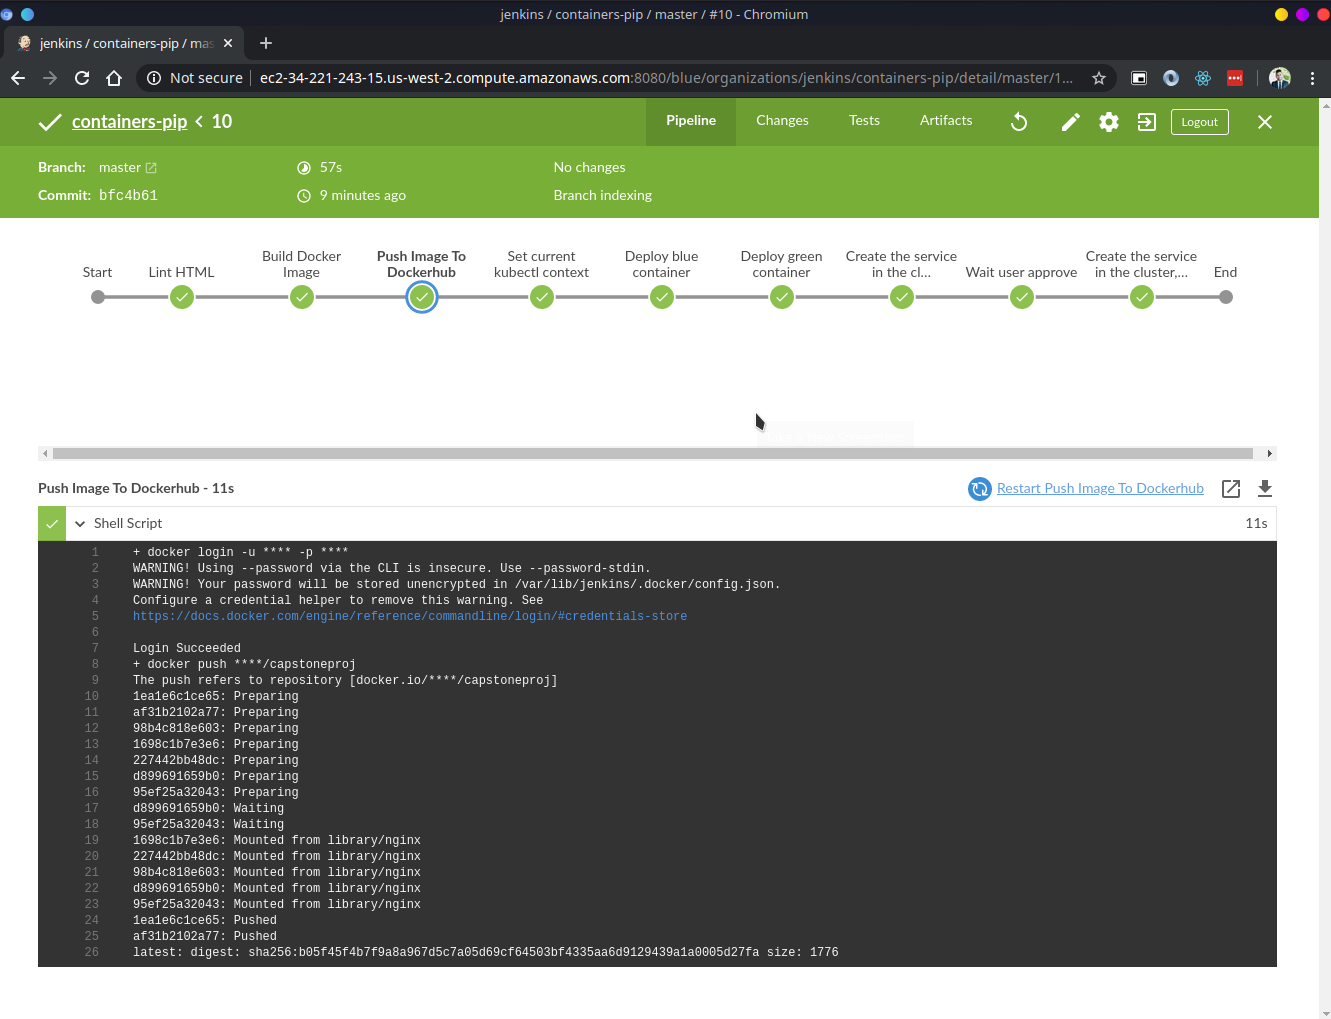 jenkins / containers-pip / master / #10 - Chromium
jenkins / containers-pip / mas
Not secure ec2-34-221-243-15.us-west-2.compute.amazonaws.com:8080/blue/organizations/jenkins/containers-pip/detail/master/1...
containers-pip < 10
Pipeline Changes Tests Artifacts Logout
Branch: master 57s No changes
Commit: bfc4b61 9 minutes ago Branch indexing
Start
Lint HTML
Build Docker
Image
Push Image To
Dockerhub
Set current
kubectl context
Deploy blue
container
Deploy green
container
Create the service
in the cl...
Wait user approve
Create the service
in the cluster,...
End
Push Image To Dockerhub - 11s
Restart Push Image To Dockerhub
Shell Script 11s
1 + docker login -u **** -p ****
2 WARNING! Using --password via the CLI is insecure. Use --password-stdin.
3 WARNING! Your password will be stored unencrypted in /var/lib/jenkins/.docker/config.json.
4 Configure a credential helper to remove this warning. See
5 https://docs.docker.com/engine/reference/commandline/login/#credentials-store
6
7 Login Succeeded
8 + docker push ****/capstoneproj
9 The push refers to repository [docker.io/****/capstoneproj]
10 1ea1e6c1ce65: Preparing
11 af31b2102a77: Preparing
12 98b4c818e603: Preparing
13 1698c1b7e3e6: Preparing
14 227442bb48dc: Preparing
15 d899691659b0: Preparing
16 95ef25a32043: Preparing
17 d899691659b0: Waiting
18 95ef25a32043: Waiting
19 1698c1b7e3e6: Mounted from library/nginx
20 227442bb48dc: Mounted from library/nginx
21 98b4c818e603: Mounted from library/nginx
22 d899691659b0: Mounted from library/nginx
23 95ef25a32043: Mounted from library/nginx
24 1ea1e6c1ce65: Pushed
25 af31b2102a77: Pushed
26 latest: digest: sha256:b05f45f4b7f9a8a967d5c7a05d69cf64503bf4335aa6d9129439a1a0005d27fa size: 1776